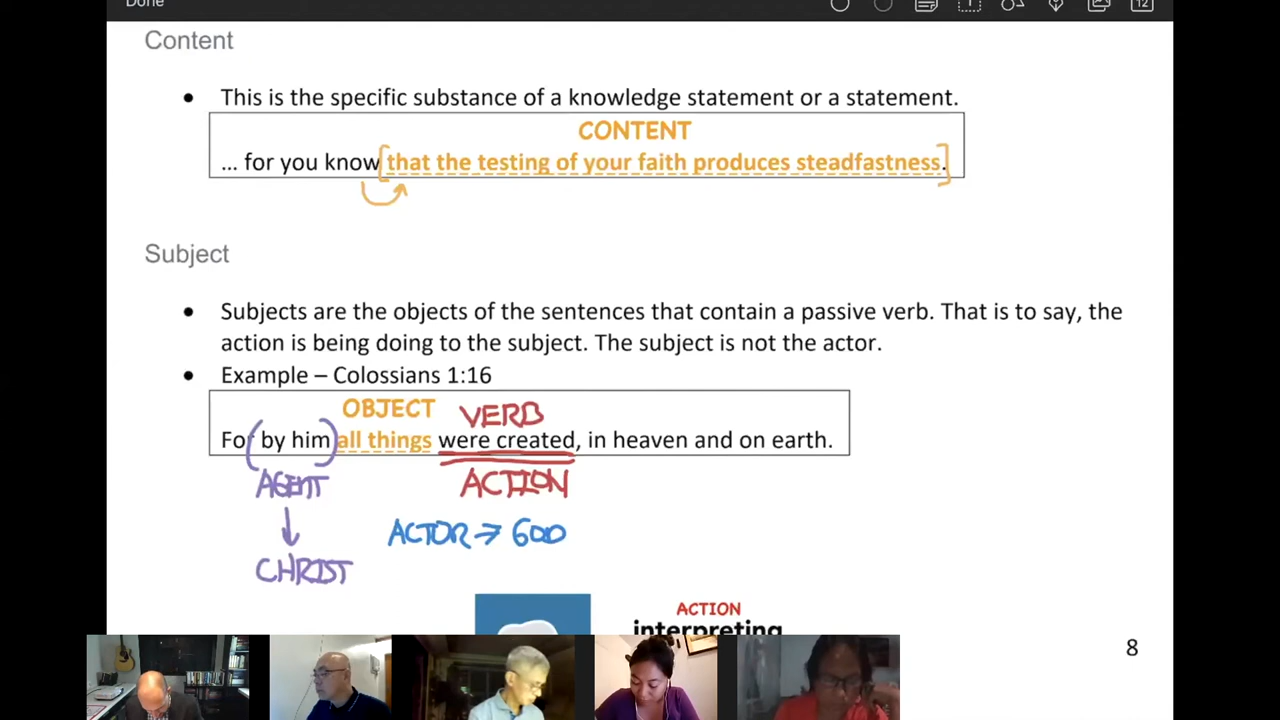 Done
Content
• This is the specific substance of a knowledge statement or a statement.
CONTENT
... for you know [that the testing of your faith produces steadfastness.]
Subject
• Subjects are the objects of the sentences that contain a passive verb. That is to say, the
action is being doing to the subject. The subject is not the actor.
• Example – Colossians 1:16
OBJECT VERB
For (by him) all things were created, in heaven and on earth.
AGENT ACTION
ACTOR → GOD
CHRIST
ACTION
interpreting
8